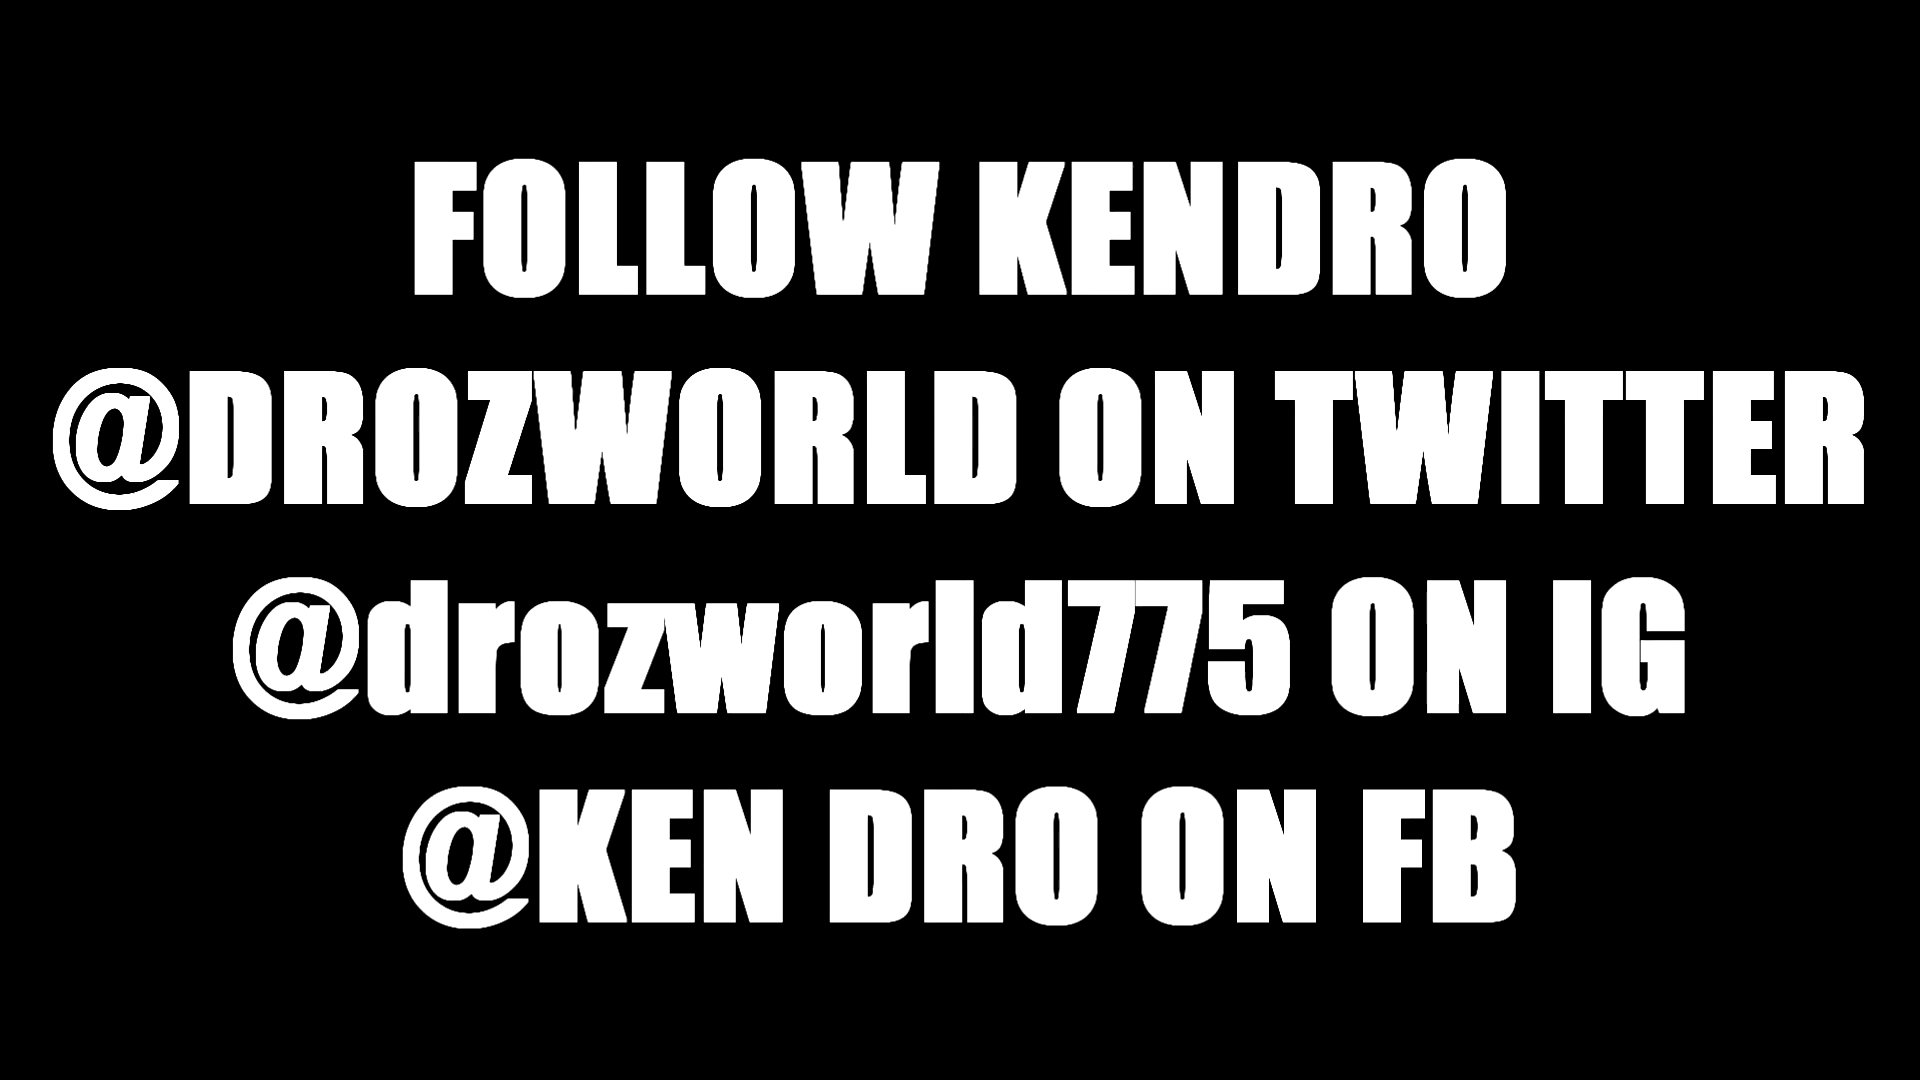 FOLLOW KENDRO
@DROZWORLD ON TWITTER
@drozworld775 ON IG
@KEN DRO ON FB